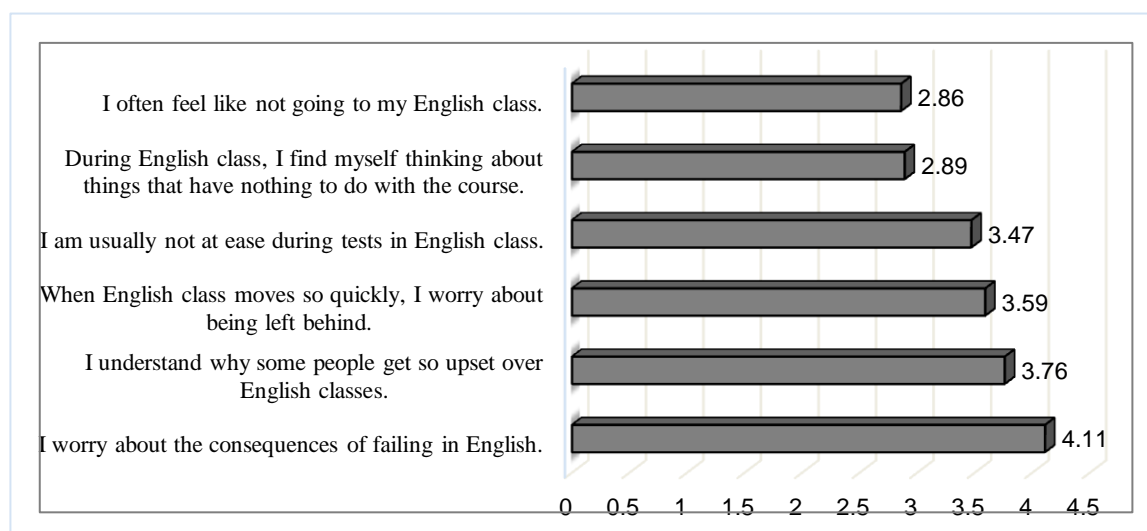 I often feel like not going to my English class.
2.86
During English class, I find myself thinking about
things that have nothing to do with the course.
2.89
I am usually not at ease during tests in English class.
3.47
When English class moves so quickly, I worry about
being left behind.
3.59
I understand why some people get so upset over
English classes.
3.76
I worry about the consequences of failing in English.
4.11
0 0.5 1 1.5 2 2.5 3 3.5 4 4.5